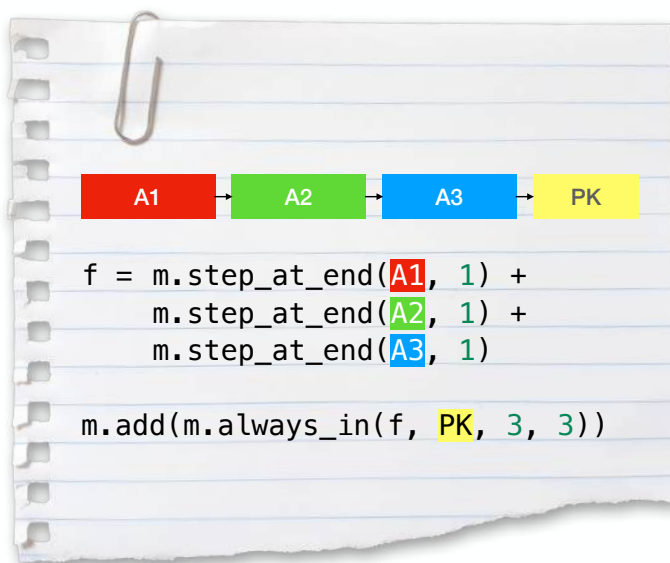 A1 A2 A3 PK
f = m.step_at_end(A1, 1) +
m.step_at_end(A2, 1) +
m.step_at_end(A3, 1)
m.add(m.always_in(f, PK, 3, 3))